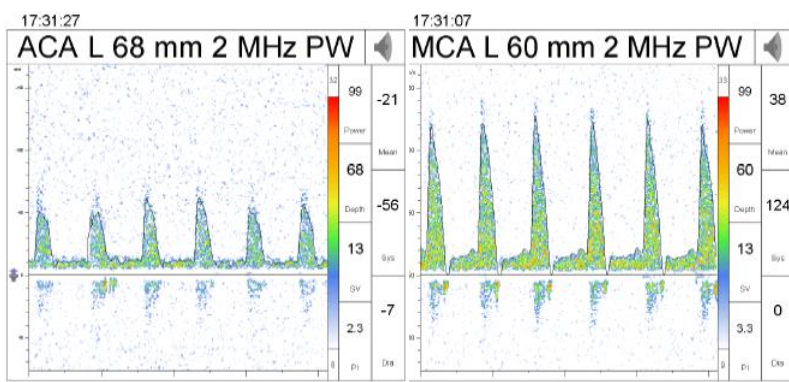 17:31:27
ACA L 68 mm 2 MHz PW
99
Power
68
Depth
13
SV
2.3
PI
-21
Mean
-56
Sys
-7
Dia
17:31:07
MCA L 60 mm 2 MHz PW
99
Power
60
Depth
13
SV
3.3
PI
38
Mean
124
Sys
0
Dia